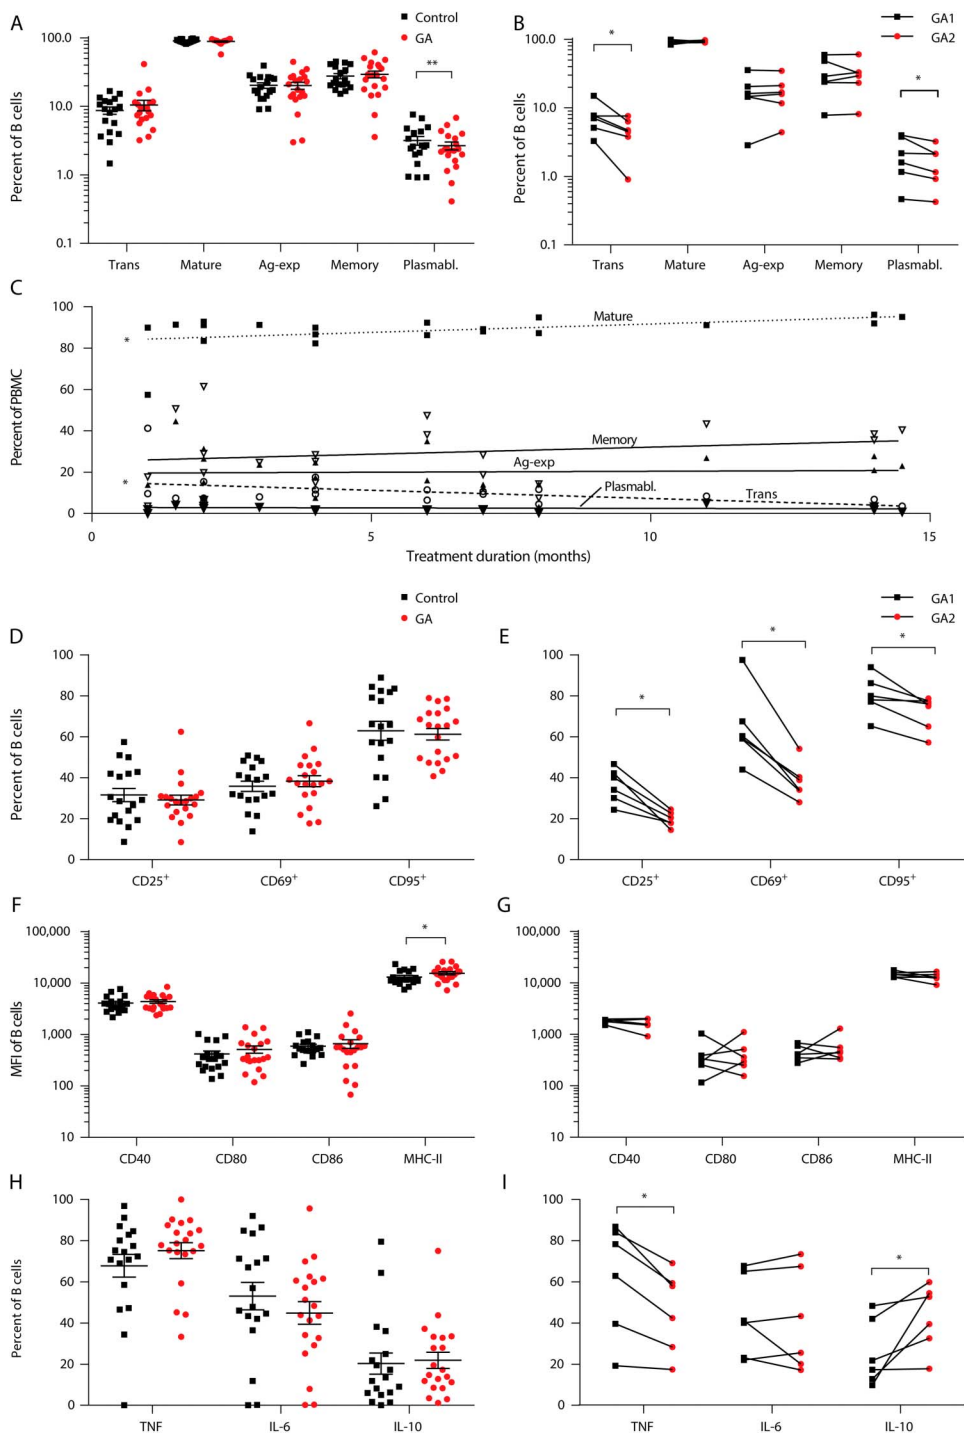 A
Control
GA
Percent of B cells
100.0
10.0
1.0
0.1
**
Trans Mature Ag-exp Memory Plasmabl.
B
GA1
GA2
Percent of B cells
100.0
10.0
1.0
0.1
*
*
Trans Mature Ag-exp Memory Plasmabl.
C
Percent of PBMC
100
80
60
40
20
0
*
*
Mature
Memory
Ag-exp
Plasmabl.
Trans
0 5 10 15
Treatment duration (months)
Control
GA
D
Percent of B cells
100
80
60
40
20
0
CD25+ CD69+ CD95+
GA1
GA2
E
100
80
60
40
20
0
*
*
*
CD25+ CD69+ CD95+
F
MFI of B cells
100,000
10,000
1,000
100
10
*
CD40 CD80 CD86 MHC-II
G
100,000
10,000
1,000
100
10
CD40 CD80 CD86 MHC-II
H
Percent of B cells
100
80
60
40
20
0
TNF IL-6 IL-10
I
100
80
60
40
20
0
*
*
TNF IL-6 IL-10